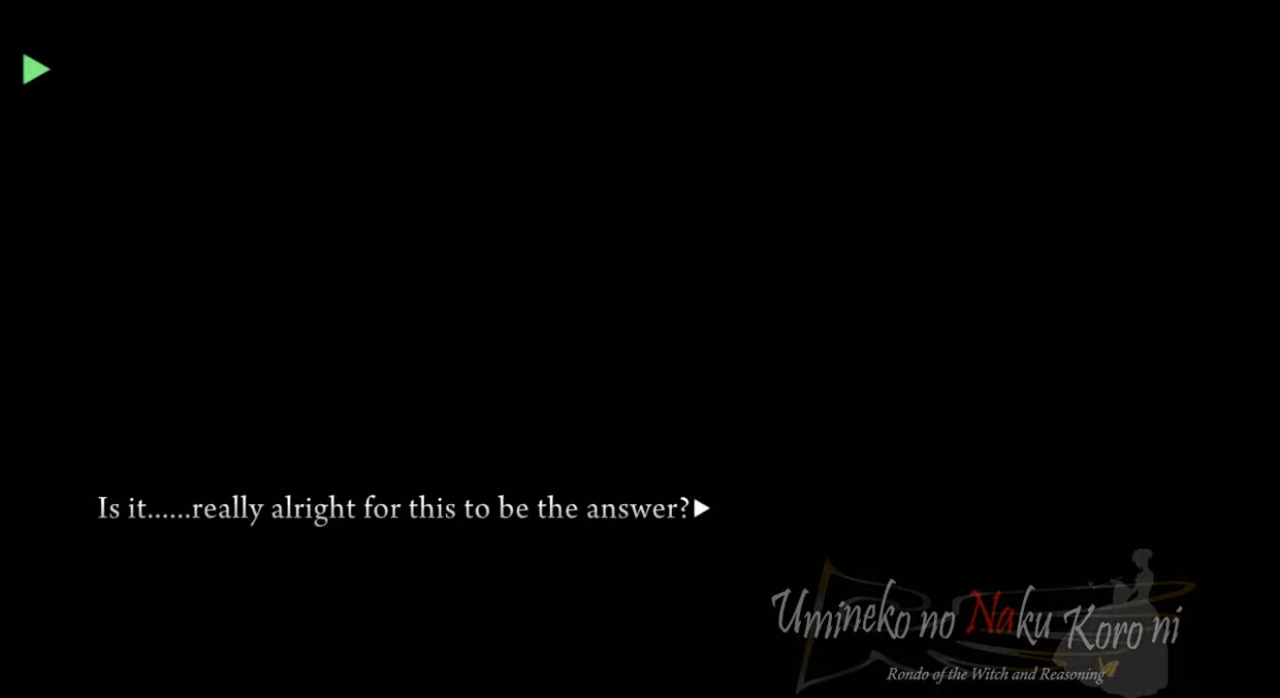 Is it......really alright for this to be the answer?
Umineko no Naku Koro ni
Rondo of the Witch and Reasoning